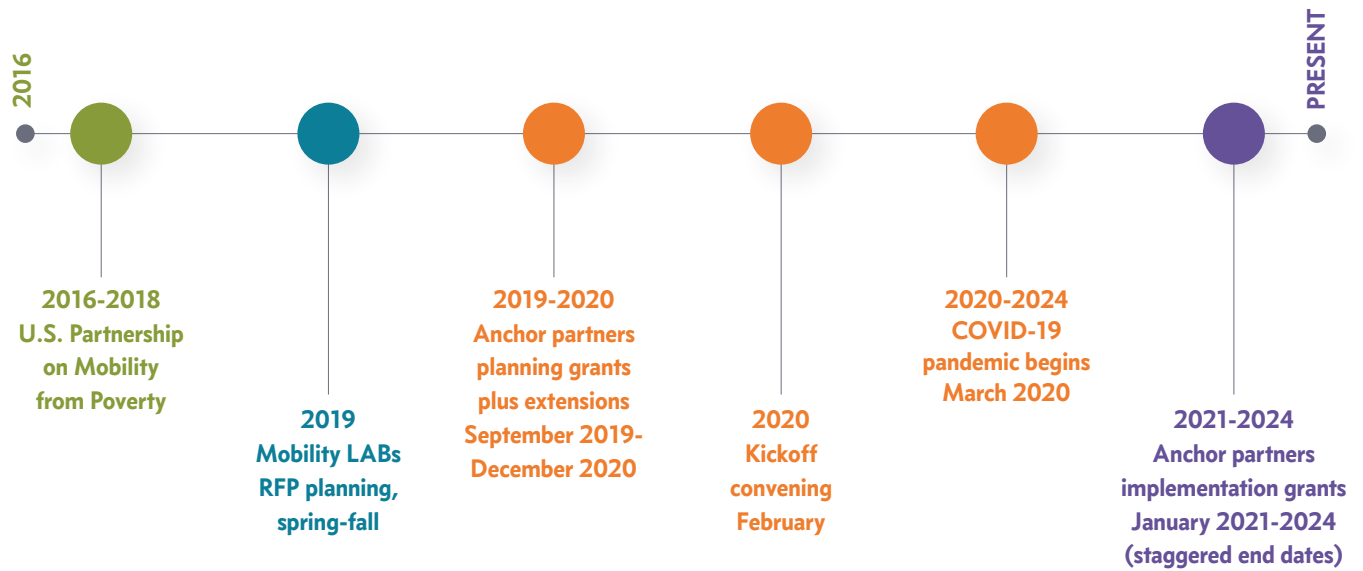 2016
PRESENT
2016-2018
U.S. Partnership
on Mobility
from Poverty
2019
Mobility LABs
RFP planning,
spring-fall
2019-2020
Anchor partners
planning grants
plus extensions
September 2019-
December 2020
2020
Kickoff
convening
February
2020-2024
COVID-19
pandemic begins
March 2020
2021-2024
Anchor partners
implementation grants
January 2021-2024
(staggered end dates)